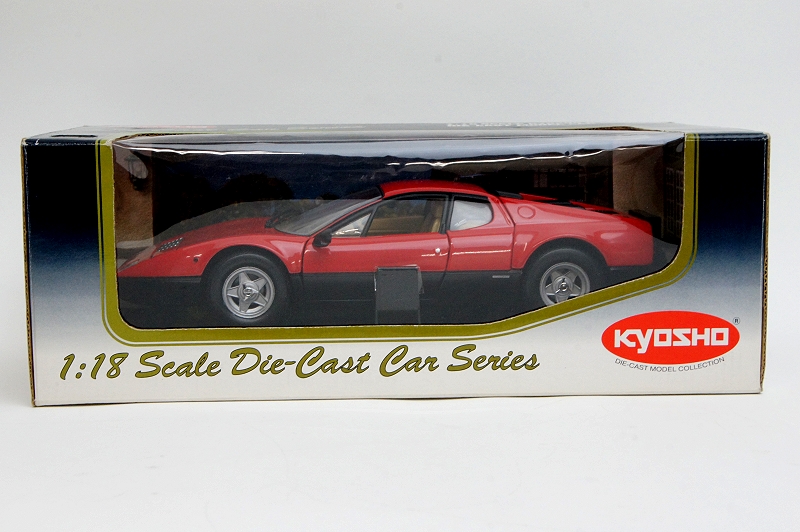 1:18 Scale Die-Cast Car Series
KYOSHO®
DIE-CAST MODEL COLLECTION